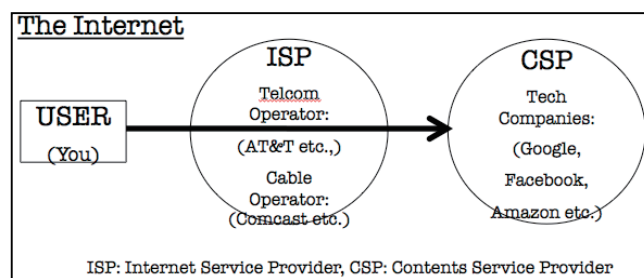 The Internet
USER
(You)
ISP
Telcom
Operator:
(AT&T etc.,)
Cable
Operator:
(Comcast etc.)
CSP
Tech
Companies:
(Google,
Facebook,
Amazon etc.)
ISP: Internet Service Provider, CSP: Contents Service Provider